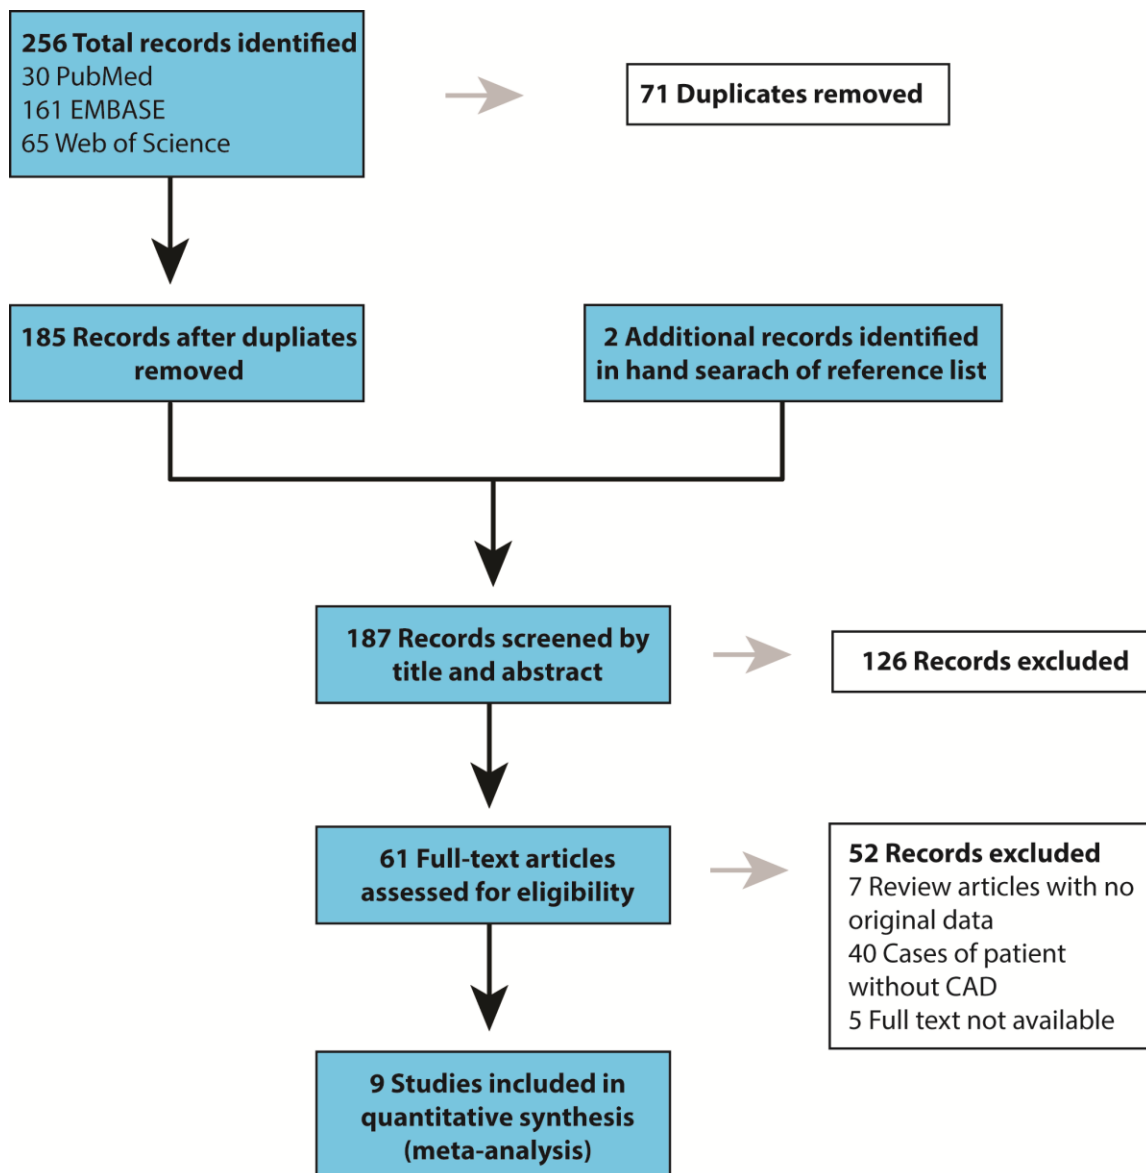 256 Total records identified
30 PubMed
161 EMBASE
65 Web of Science
71 Duplicates removed
185 Records after dupliates
removed
2 Additional records identified
in hand searach of reference list
187 Records screened by
title and abstract
126 Records excluded
61 Full-text articles
assessed for eligibility
52 Records excluded
7 Review articles with no
original data
40 Cases of patient
without CAD
5 Full text not available
9 Studies included in
quantitative synthesis
(meta-analysis)